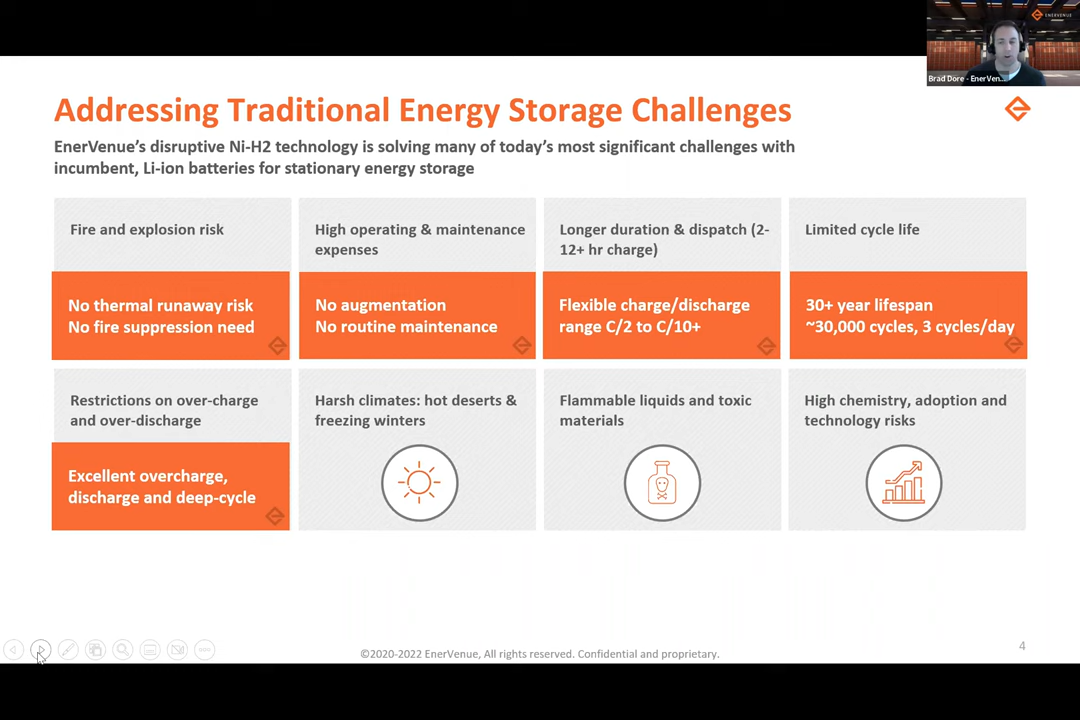 ENERVENUE
Brad Dore - EnerVen...
Addressing Traditional Energy Storage Challenges
EnerVenue's disruptive Ni-H2 technology is solving many of today's most significant challenges with
incumbent, Li-ion batteries for stationary energy storage
Fire and explosion risk
No thermal runaway risk
No fire suppression need
High operating & maintenance
expenses
No augmentation
No routine maintenance
Longer duration & dispatch (2-
12+ hr charge)
Flexible charge/discharge
range C/2 to C/10+
Limited cycle life
30+ year lifespan
~30,000 cycles, 3 cycles/day
Restrictions on over-charge
and over-discharge
Excellent overcharge,
discharge and deep-cycle
Harsh climates: hot deserts &
freezing winters
Flammable liquids and toxic
materials
High chemistry, adoption and
technology risks
©2020-2022 EnerVenue, All rights reserved. Confidential and proprietary.
4